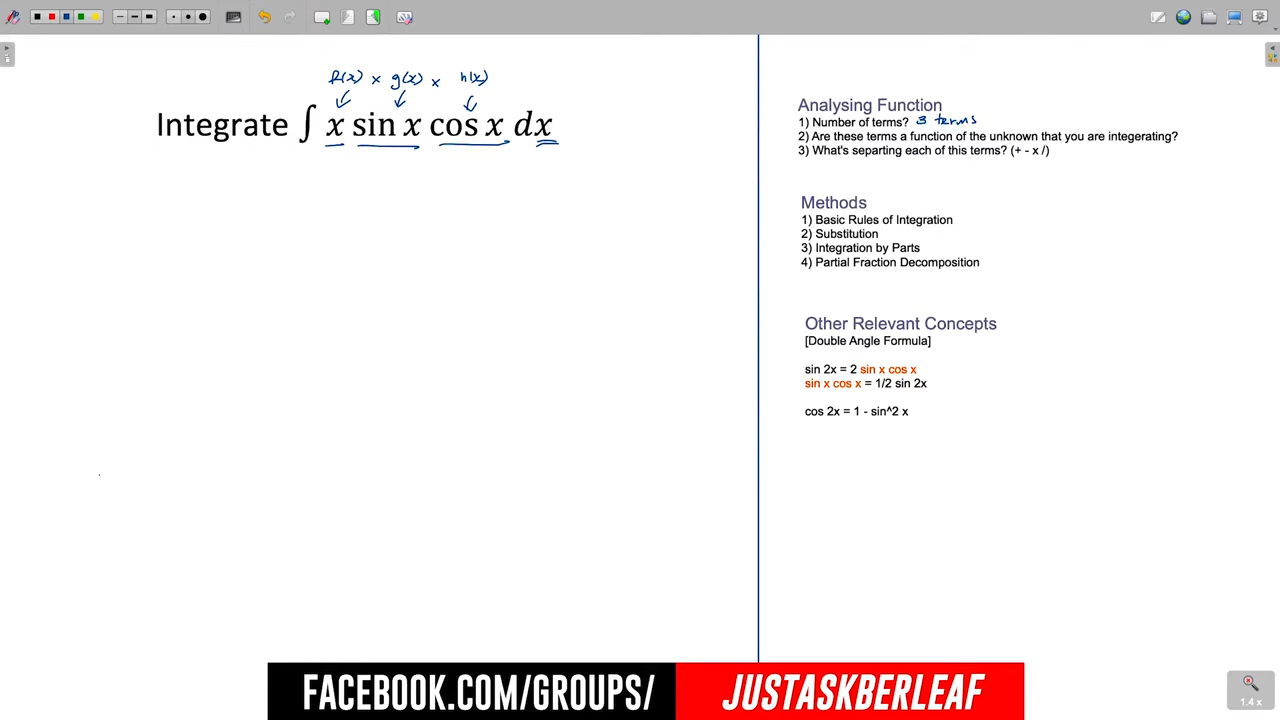 f(x) × g(x) × h(x)
Integrate ∫ x sin x cos x dx
Analysing Function
1) Number of terms? 3 terms
2) Are these terms a function of the unknown that you are integerating?
3) What's separting each of this terms? (+ - x /)
Methods
1) Basic Rules of Integration
2) Substitution
3) Integration by Parts
4) Partial Fraction Decomposition
Other Relevant Concepts
[Double Angle Formula]
sin 2x = 2 sin x cos x
sin x cos x = 1/2 sin 2x
cos 2x = 1 - sin^2 x
FACEBOOK.COM/GROUPS/ JUSTASKBERLEAF
1.4 x